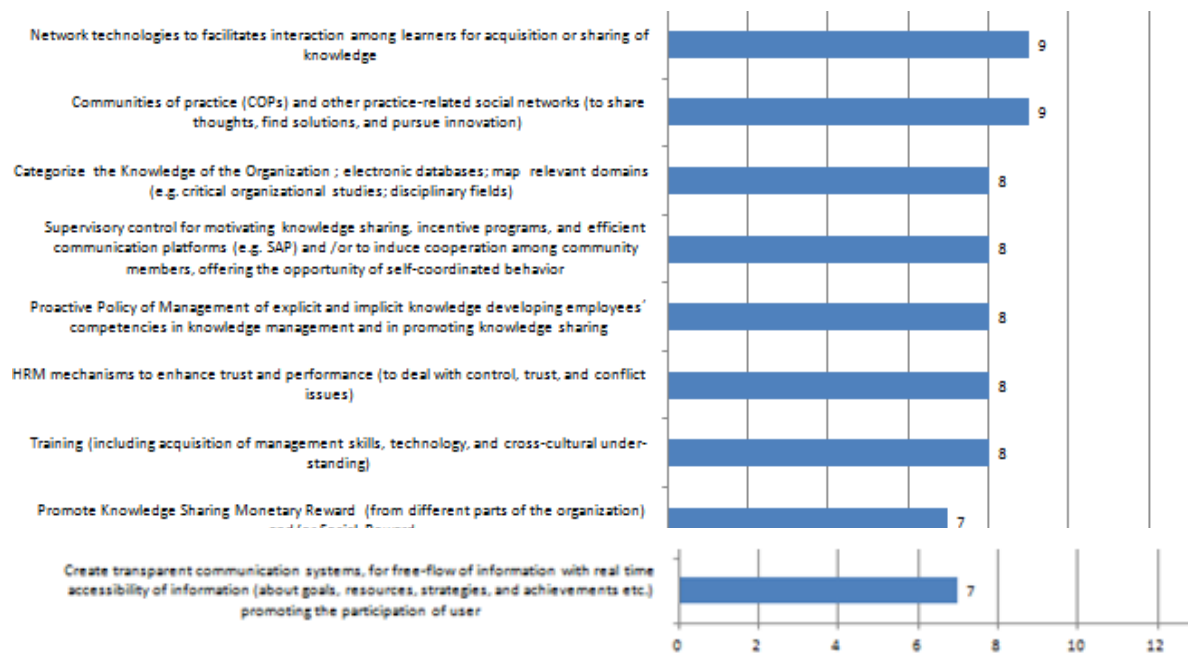 Network technologies to facilitates interaction among learners for acquisition or sharing of
knowledge
9
Communities of practice (COPs) and other practice-related social networks (to share
thoughts, find solutions, and pursue innovation)
9
Categorize the Knowledge of the Organization ; electronic databases; map relevant domains
(e.g. critical organizational studies; disciplinary fields)
8
Supervisory control for motivating knowledge sharing, incentive programs, and efficient
communication platforms (e.g. SAP) and /or to induce cooperation among community
members, offering the opportunity of self-coordinated behavior
8
Proactive Policy of Management of explicit and implicit knowledge developing employees'
competencies in knowledge management and in promoting knowledge sharing
8
HRM mechanisms to enhance trust and performance (to deal with control, trust, and conflict
issues)
8
Training (including acquisition of management skills, technology, and cross-cultural under-
standing)
8
Promote Knowledge Sharing Monetary Reward (from different parts of the organization)
7
Create transparent communication systems, for free-flow of information with real time
accessibility of information (about goals, resources, strategies, and achievements etc.)
promoting the participation of user
7
0 2 4 6 8 10 12